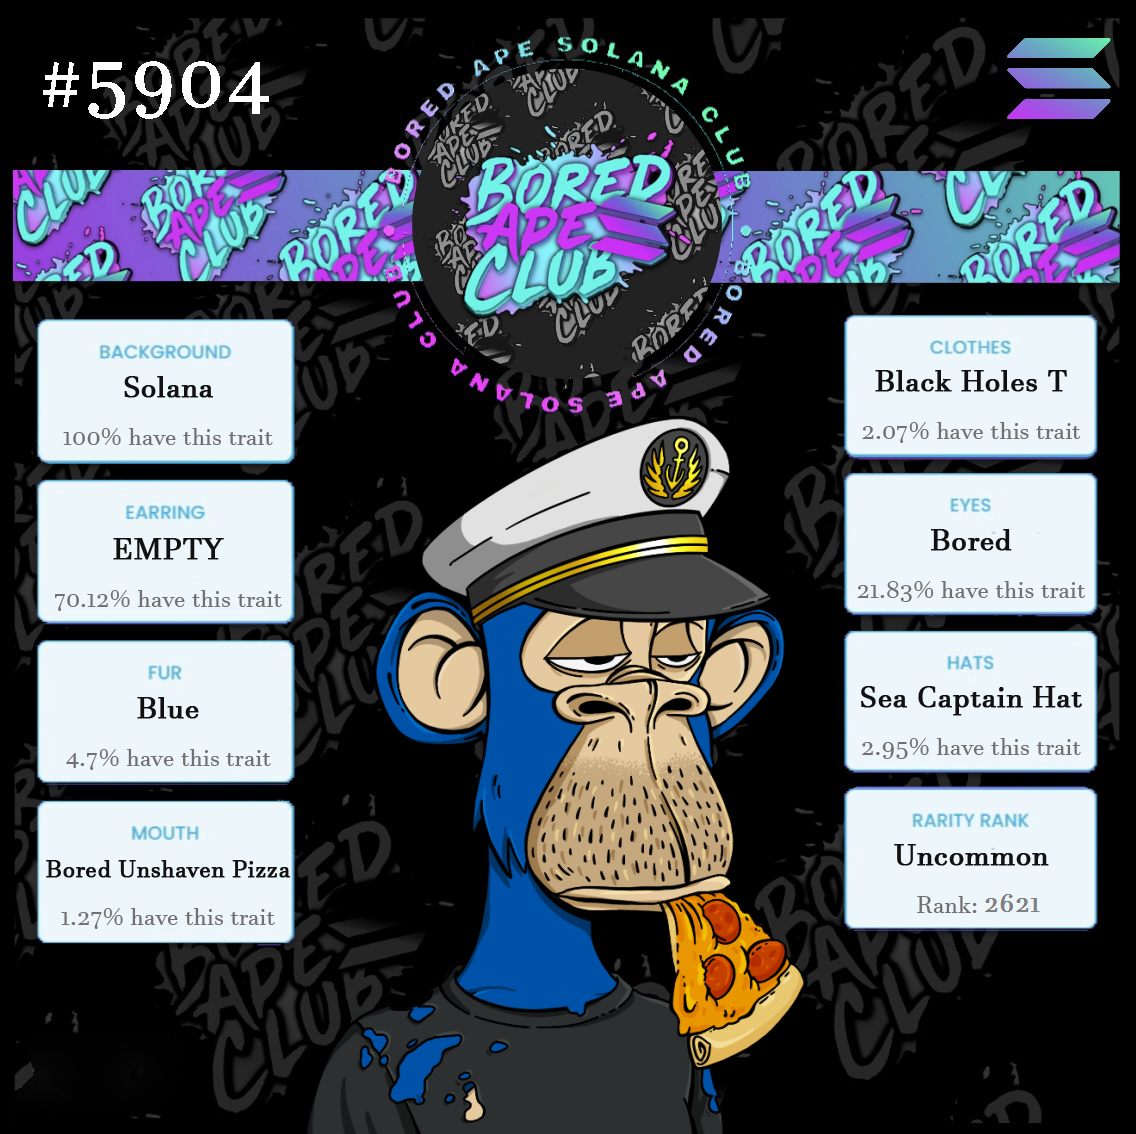 #5904
BORED APE SOLANA CLUB
BORED APE SOLANA CLUB
BORED
APE
CLUB
BACKGROUND
Solana
100% have this trait
EARRING
EMPTY
70.12% have this trait
FUR
Blue
4.7% have this trait
MOUTH
Bored Unshaven Pizza
1.27% have this trait
CLOTHES
Black Holes T
2.07% have this trait
EYES
Bored
21.83% have this trait
HATS
Sea Captain Hat
2.95% have this trait
RARITY RANK
Uncommon
Rank: 2621